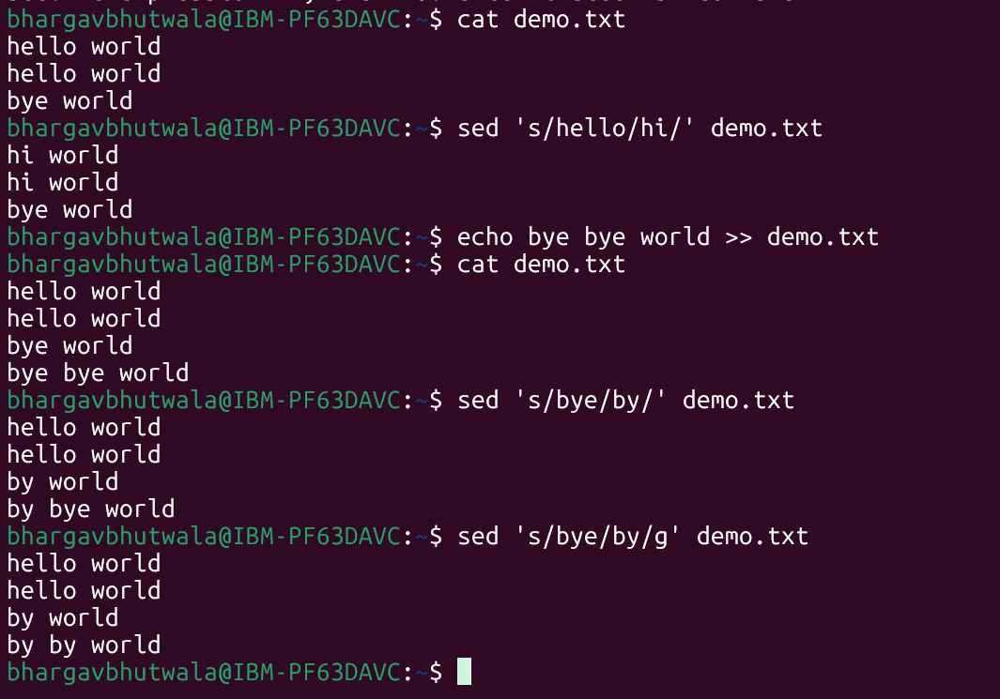 bhargavbhutwala@IBM-PF63DAVC:~$ cat demo.txt
hello world
hello world
bye world
bhargavbhutwala@IBM-PF63DAVC:~$ sed 's/hello/hi/' demo.txt
hi world
hi world
bye world
bhargavbhutwala@IBM-PF63DAVC:~$ echo bye bye world >> demo.txt
bhargavbhutwala@IBM-PF63DAVC:~$ cat demo.txt
hello world
hello world
bye world
bye bye world
bhargavbhutwala@IBM-PF63DAVC:~$ sed 's/bye/by/' demo.txt
hello world
hello world
by world
by bye world
bhargavbhutwala@IBM-PF63DAVC:~$ sed 's/bye/by/g' demo.txt
hello world
hello world
by world
by by world
bhargavbhutwala@IBM-PF63DAVC:~$